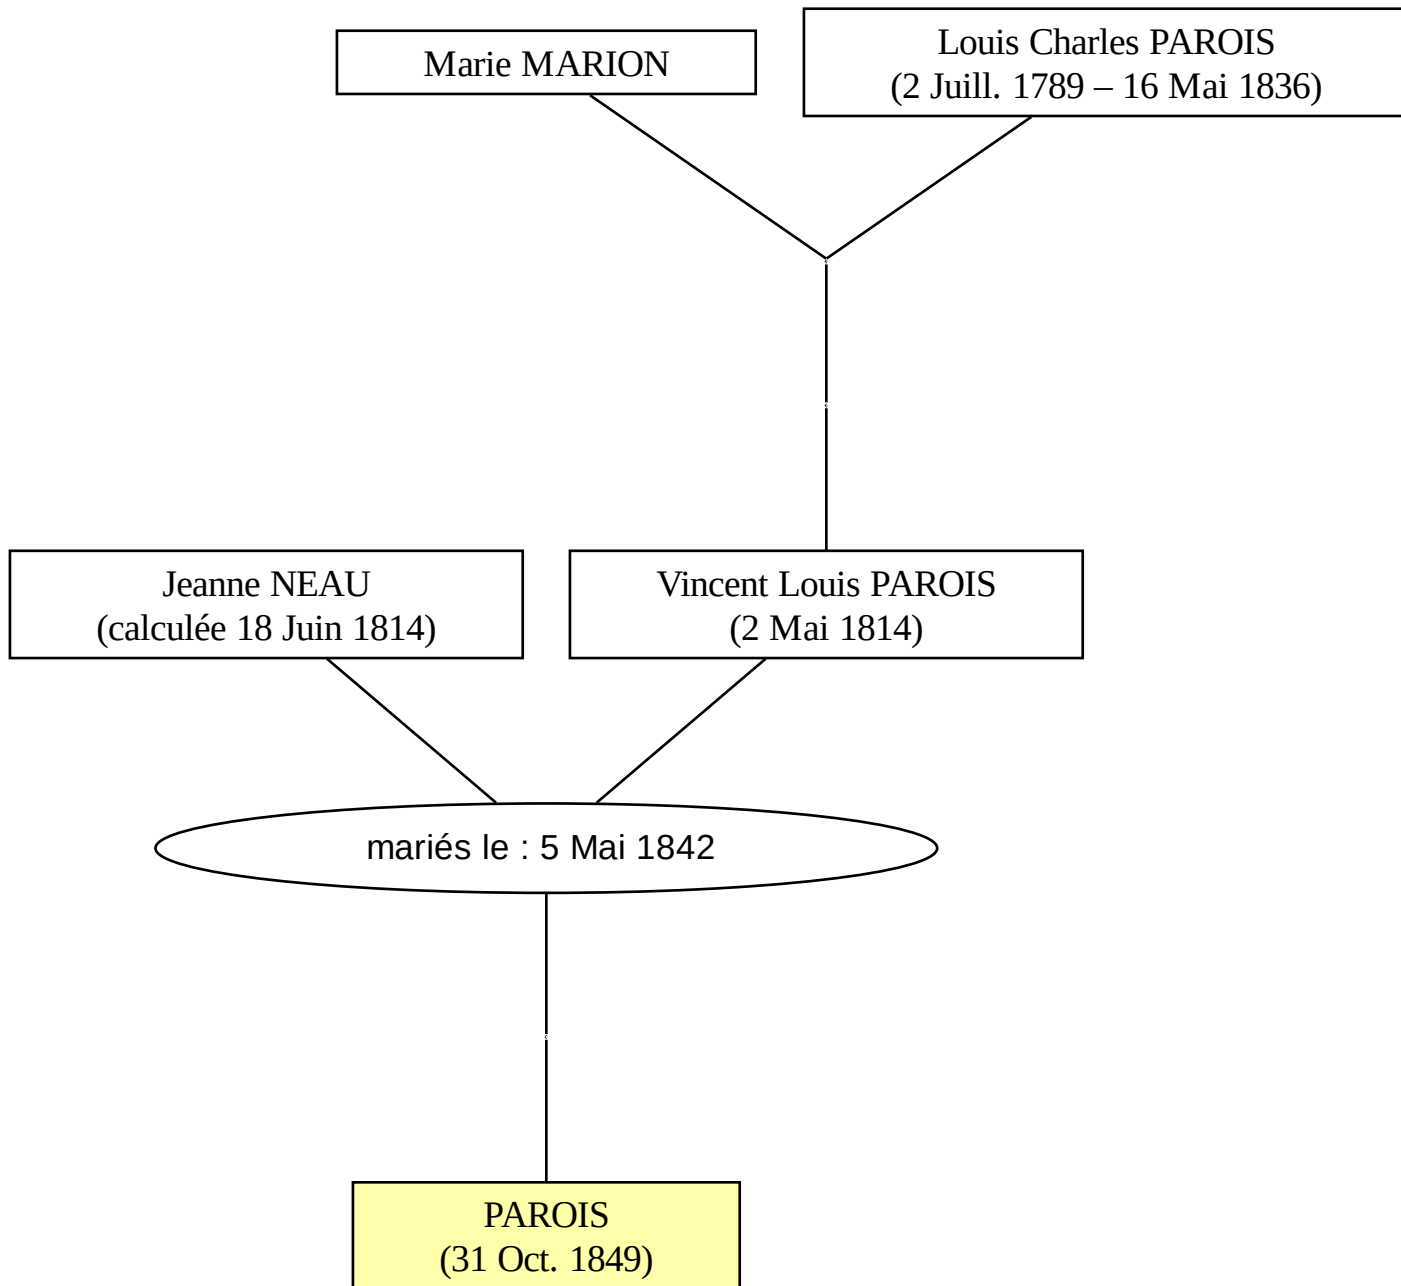 Marie MARION
Louis Charles PAROIS
(2 Juill. 1789 – 16 Mai 1836)
Jeanne NEAU
(calculée 18 Juin 1814)
Vincent Louis PAROIS
(2 Mai 1814)
mariés le : 5 Mai 1842
PAROIS
(31 Oct. 1849)